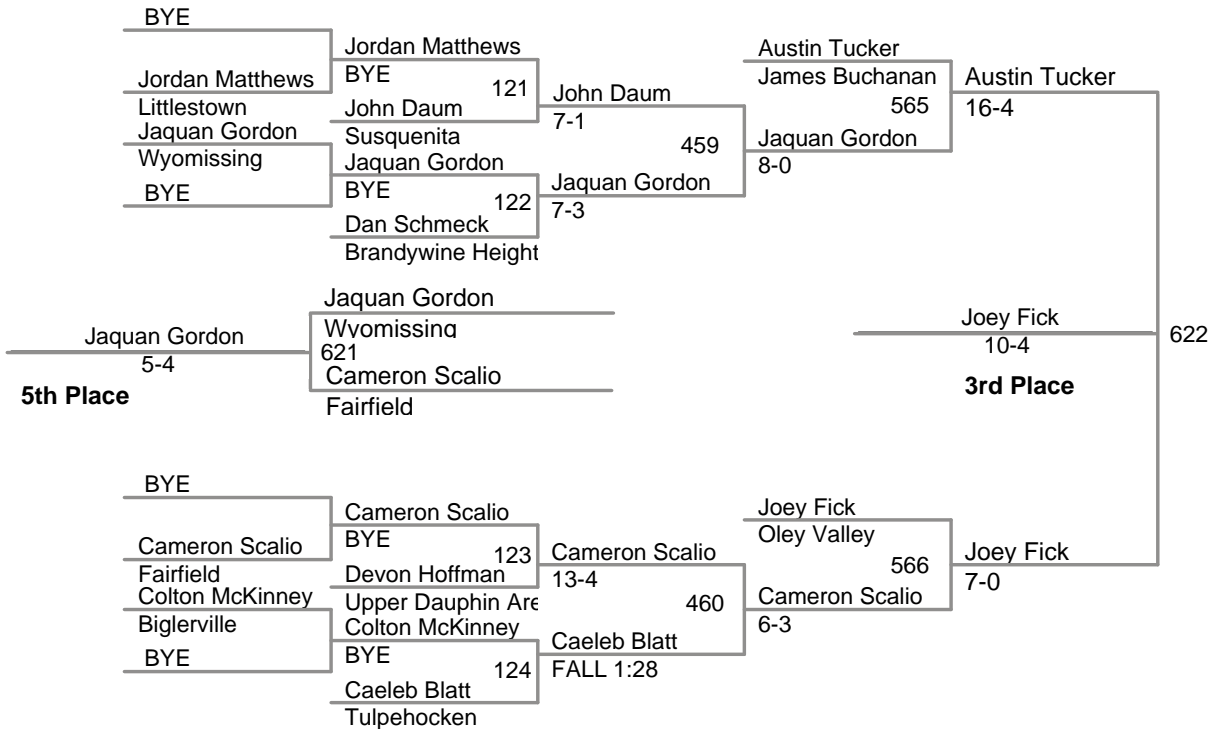 BYE
Jordan Matthews
Littlestown
Jaquan Gordon
Wyomissing
BYE
Jordan Matthews
BYE
121
John Daum
Susquenita
Jaquan Gordon
BYE
122
Dan Schmeck
Brandywine Height
John Daum
7-1
459
Jaquan Gordon
7-3
Austin Tucker
James Buchanan
565
Jaquan Gordon
8-0
Austin Tucker
16-4
Jaquan Gordon
5-4
5th Place
Jaquan Gordon
Wyomissing
621
Cameron Scalio
Fairfield
Joey Fick
10-4
3rd Place
622
BYE
Cameron Scalio
Fairfield
Colton McKinney
Biglerville
BYE
Cameron Scalio
BYE
123
Devon Hoffman
Upper Dauphin Are
Colton McKinney
BYE
124
Caeleb Blatt
Tulpehocken
Cameron Scalio
13-4
460
Caeleb Blatt
FALL 1:28
Joey Fick
Oley Valley
566
Cameron Scalio
6-3
Joey Fick
7-0